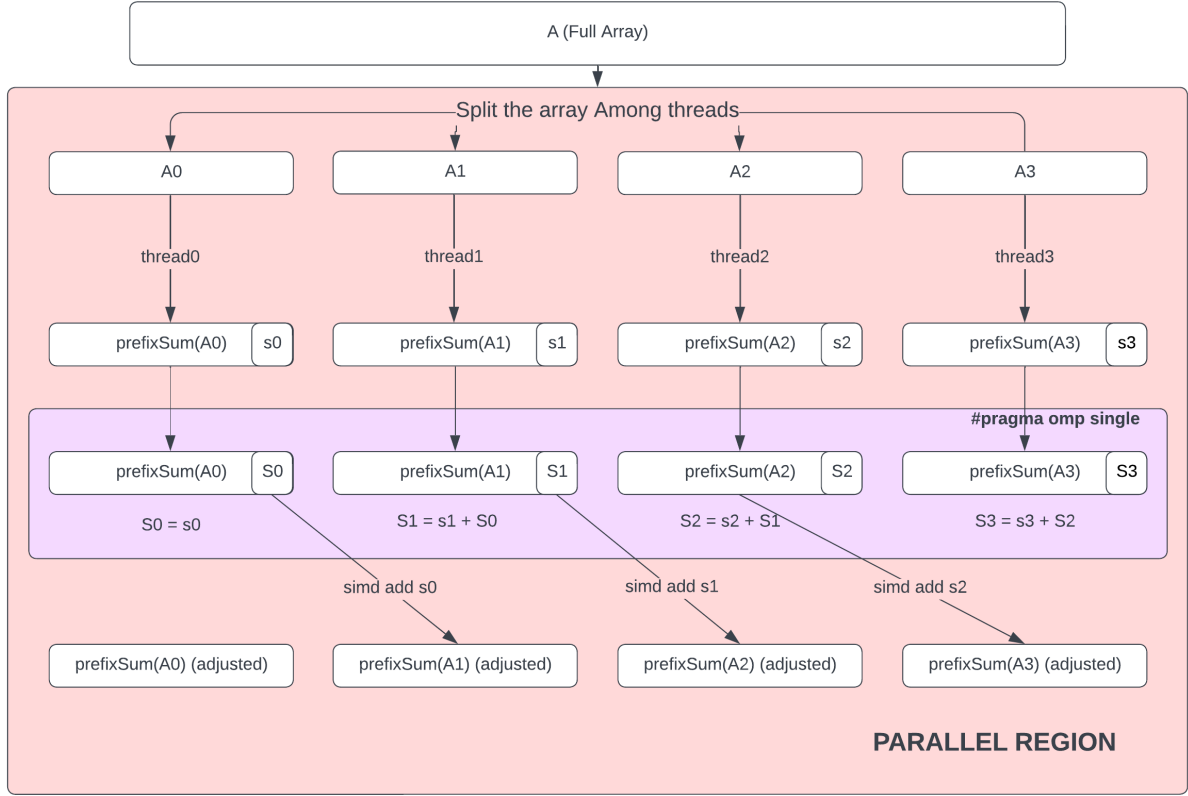 A (Full Array)
Split the array Among threads
A0
A1
A2
A3
thread0
thread1
thread2
thread3
prefixSum(A0) s0
prefixSum(A1) s1
prefixSum(A2) s2
prefixSum(A3) s3
#pragma omp single
prefixSum(A0) S0
prefixSum(A1) S1
prefixSum(A2) S2
prefixSum(A3) S3
S0 = s0
S1 = s1 + S0
S2 = s2 + S1
S3 = s3 + S2
simd add s0
simd add s1
simd add s2
prefixSum(A0) (adjusted)
prefixSum(A1) (adjusted)
prefixSum(A2) (adjusted)
prefixSum(A3) (adjusted)
PARALLEL REGION